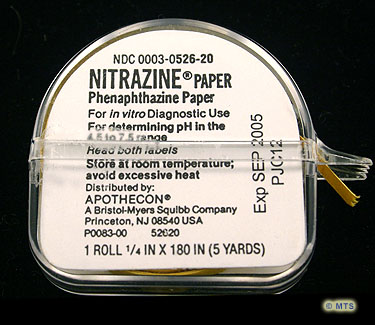 NDC 0003-0526-20
NITRAZINE® PAPER
Phenaphthazine Paper
For in vitro Diagnostic Use
For determining pH in the
4.5 to 7.5 range
Read both labels
Store at room temperature;
avoid excessive heat
Distributed by:
APOTHECON®
A Bristol-Myers Squibb Company
Princeton, NJ 08540 USA
P0083-00 52620
1 ROLL 1/4 IN X 180 IN (5 YARDS)
Exp SEP 2005
PJC12
© MTS